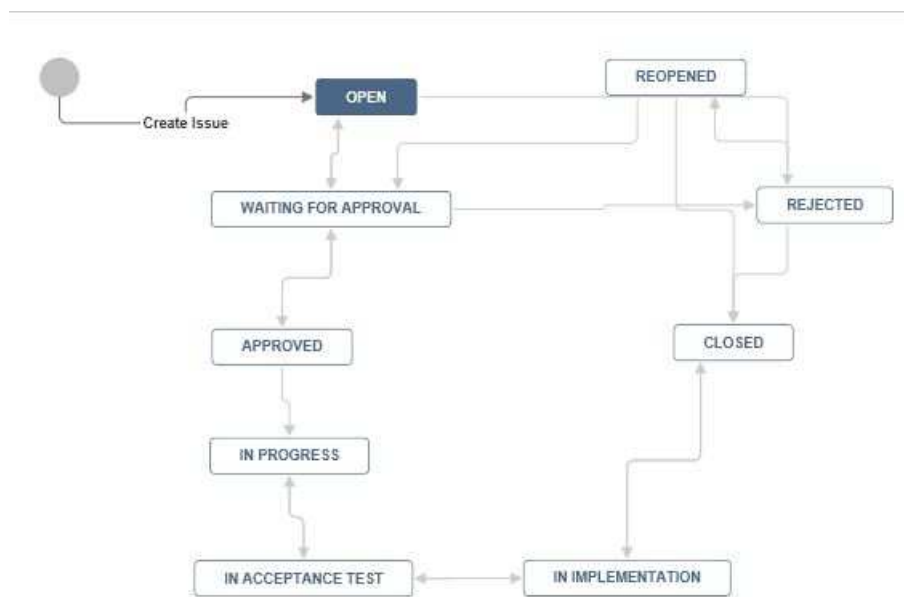 REOPENED
OPEN
Create Issue
WAITING FOR APPROVAL
REJECTED
APPROVED
CLOSED
IN PROGRESS
IN ACCEPTANCE TEST
IN IMPLEMENTATION